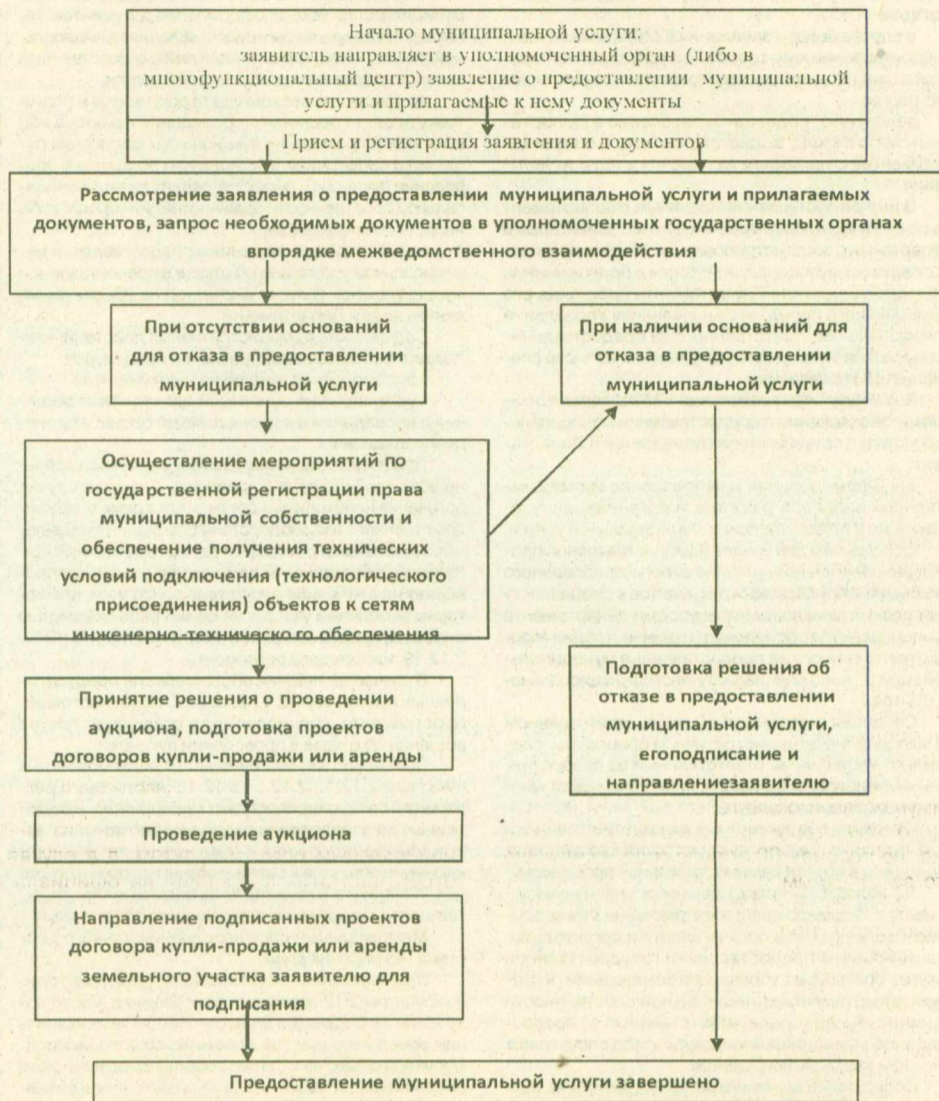 Начало муниципальной услуги:
заявитель направляет в уполномоченный орган (либо в
многофункциональный центр) заявление о предоставлении муниципальной
услуги и прилагаемые к нему документы
Прием и регистрация заявления и документов
Рассмотрение заявления о предоставлении муниципальной услуги и прилагаемых
документов, запрос необходимых документов в уполномоченных государственных органах
впорядке межведомственного взаимодействия
При отсутствии оснований
для отказа в предоставлении
муниципальной услуги
При наличии оснований для
отказа в предоставлении
муниципальной услуги
Осуществление мероприятий по
государственной регистрации права
муниципальной собственности и
обеспечение получения технических
условий подключения (технологического
присоединения) объектов к сетям
инженерно-технического обеспечения
Подготовка решения об
отказе в предоставлении
муниципальной услуги,
егоподписание и
направлениезаявителю
Принятие решения о проведении
аукциона, подготовка проектов
договоров купли-продажи или аренды
Проведение аукциона
Направление подписанных проектов
договора купли-продажи или аренды
земельного участка заявителю для
подписания
Предоставление муниципальной услуги завершено